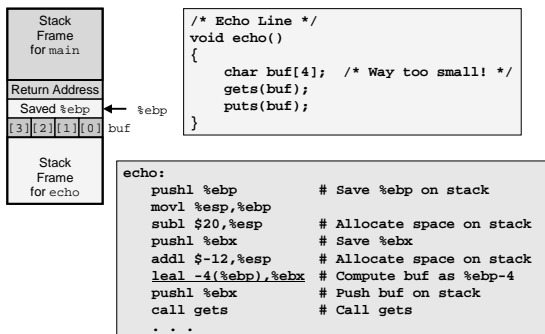 Stack
Frame
for main
Return Address
Saved %ebp
%ebp
[3][2][1][0] buf
Stack
Frame
for echo
/* Echo Line */
void echo()
{
    char buf[4];  /* Way too small! */
    gets(buf);
    puts(buf);
}
echo:
   pushl %ebp         # Save %ebp on stack
   movl %esp,%ebp
   subl $20,%esp      # Allocate space on stack
   pushl %ebx         # Save %ebx
   addl $-12,%esp     # Allocate space on stack
   leal -4(%ebp),%ebx # Compute buf as %ebp-4
   pushl %ebx         # Push buf on stack
   call gets          # Call gets
   . . .